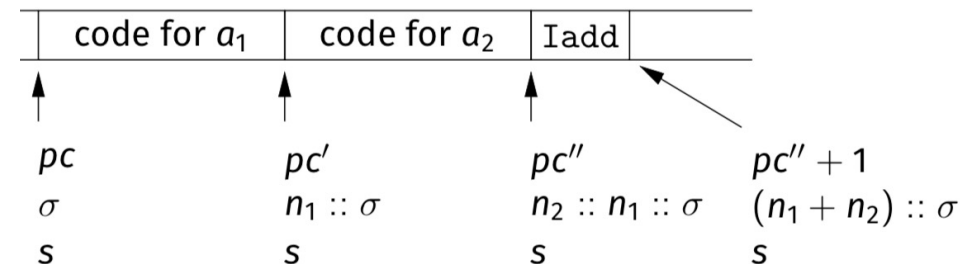 code for a₁ code for a₂ Iadd
pc pc′ pc″ pc″ + 1
σ n₁ :: σ n₂ :: n₁ :: σ (n₁ + n₂) :: σ
s s s s